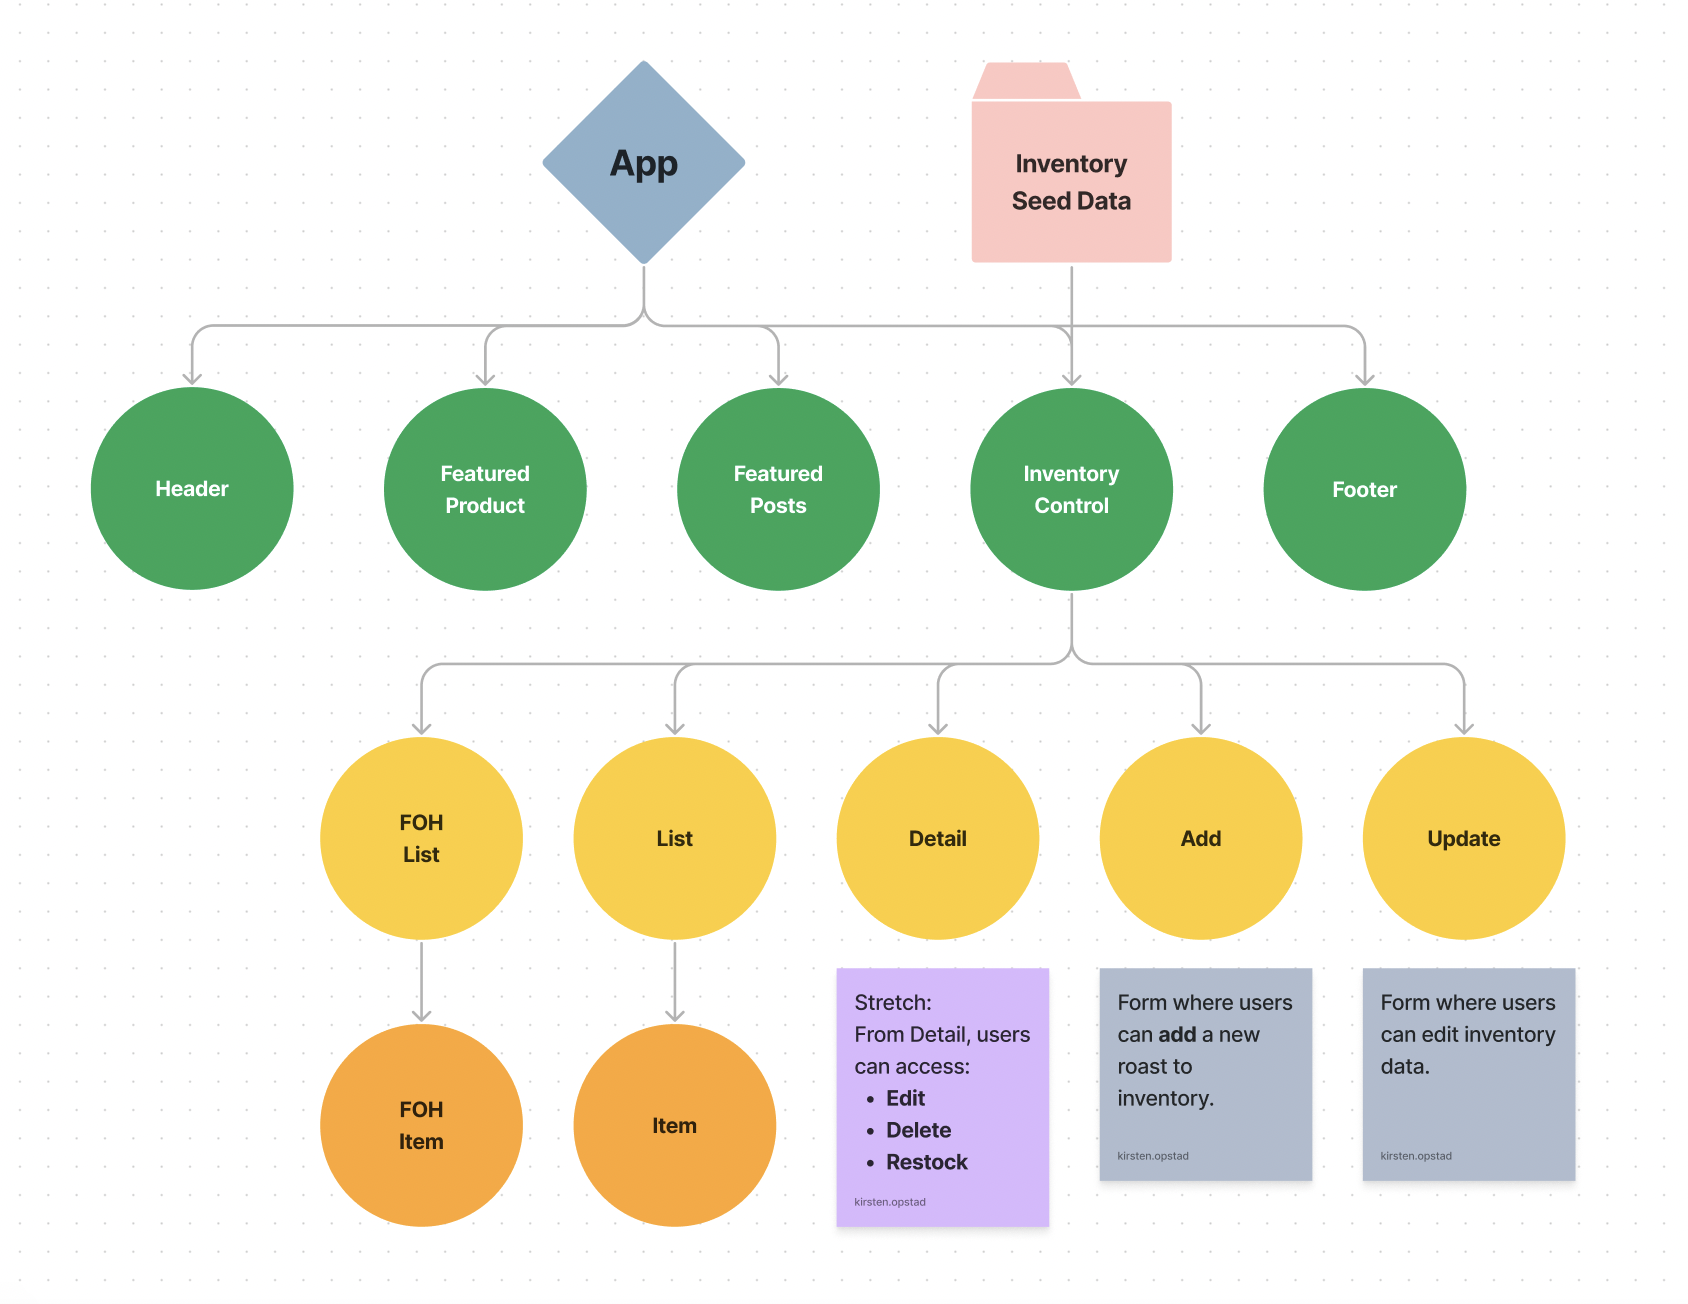 App
Inventory
Seed Data
Header
Featured
Product
Featured
Posts
Inventory
Control
Footer
FOH
List
List
Detail
Add
Update
FOH
Item
Item
Stretch:
From Detail, users
can access:
• Edit
• Delete
• Restock
kirsten.opstad
Form where users
can add a new
roast to
inventory.
kirsten.opstad
Form where users
can edit inventory
data.
kirsten.opstad